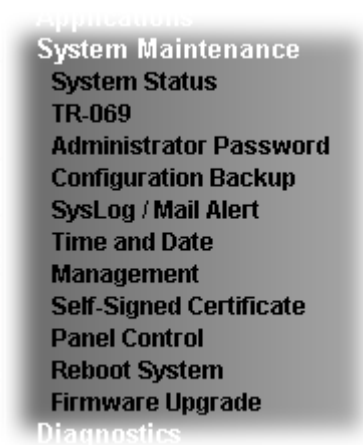 Applications
System Maintenance
System Status
TR-069
Administrator Password
Configuration Backup
SysLog / Mail Alert
Time and Date
Management
Self-Signed Certificate
Panel Control
Reboot System
Firmware Upgrade
Diagnostics